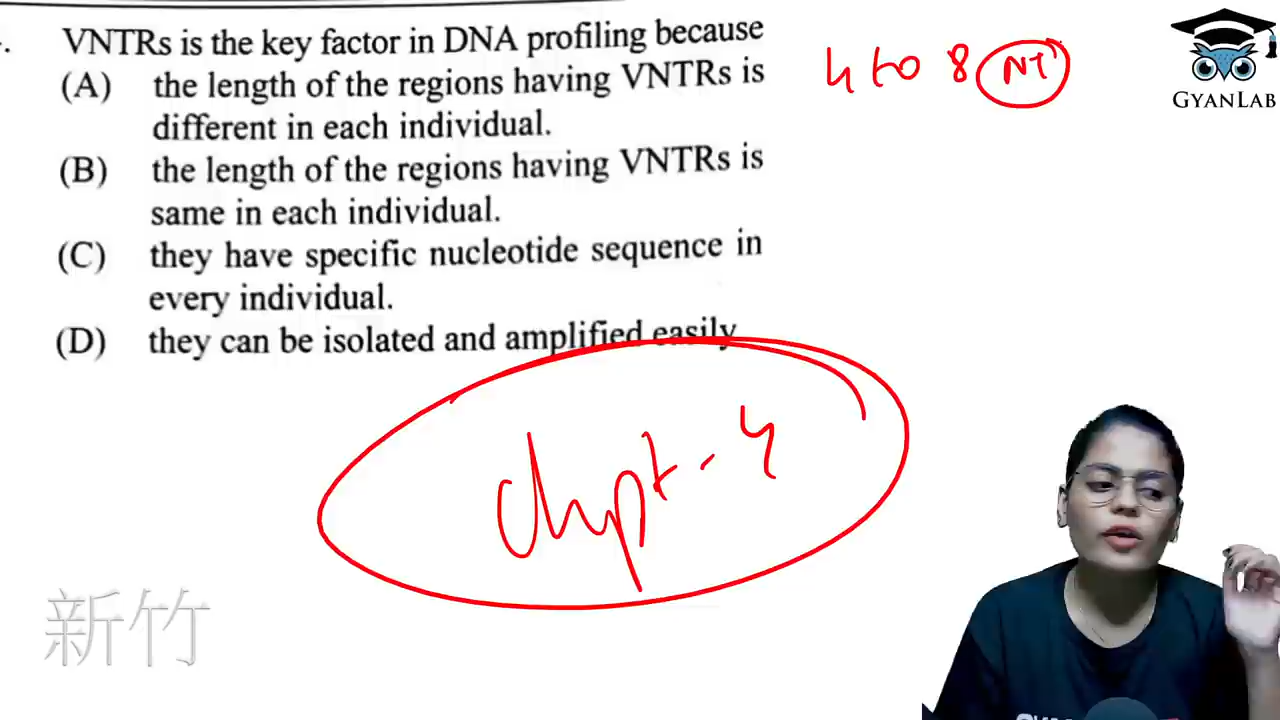 VNTRs is the key factor in DNA profiling because
(A) the length of the regions having VNTRs is
different in each individual.
(B) the length of the regions having VNTRs is
same in each individual.
(C) they have specific nucleotide sequence in
every individual.
(D) they can be isolated and amplified easily
4 to 8 NT
GYANLAB
chpt-4
新竹